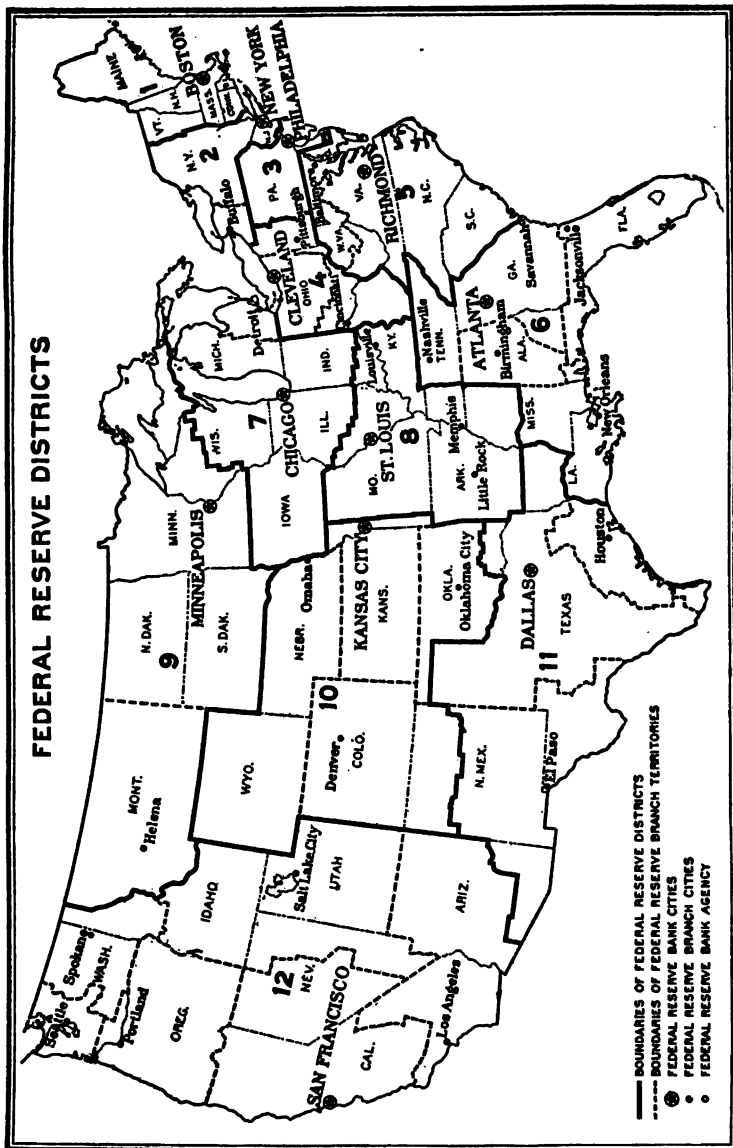 FEDERAL RESERVE DISTRICTS
MAINE
1
VT.
N.H.
BOSTON
MASS.
CONN.
NEW YORK
PHILADELPHIA
N.Y.
2
Buffalo
PA.
3
Pittsburgh
Baltimore
MD.
CLEVELAND
OHIO
4
Cincinnati
W.VA.
VA.
RICHMOND
5
N.C.
S.C.
MICH.
Detroit
WIS.
7
CHICAGO
IND.
ILL.
IOWA
Louisville
KY.
Nashville
TENN.
ATLANTA
Birmingham
ALA.
GA.
Savannah
6
Jacksonville
FLA.
MISS.
New Orleans
LA.
ST. LOUIS
MO.
8
Memphis
ARK.
Little Rock
MINN.
MINNEAPOLIS
N. DAK.
9
S. DAK.
NEBR.
Omaha
KANSAS CITY
KANS.
10
OKLA.
Oklahoma City
DALLAS
TEXAS
11
Houston
El Paso
N. MEX.
MONT.
Helena
WYO.
Denver
COLO.
IDAHO
Salt Lake City
UTAH
ARIZ.
Spokane
WASH.
Seattle
Portland
OREG.
12
NEV.
SAN FRANCISCO
CAL.
Los Angeles
BOUNDARIES OF FEDERAL RESERVE DISTRICTS
BOUNDARIES OF FEDERAL RESERVE BRANCH TERRITORIES
FEDERAL RESERVE BANK CITIES
FEDERAL RESERVE BRANCH CITIES
FEDERAL RESERVE BANK AGENCY